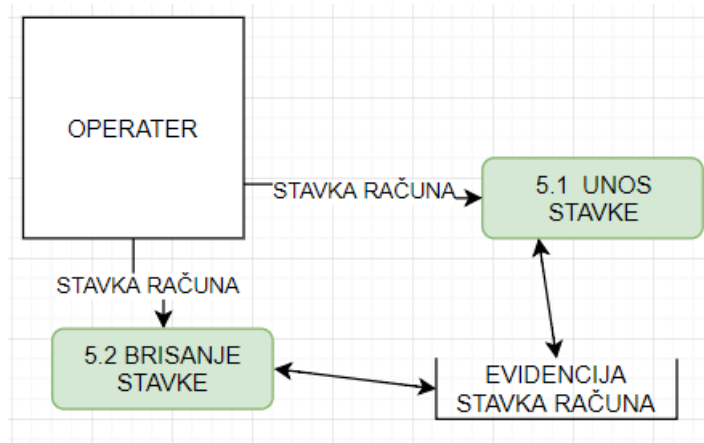 OPERATER
STAVKA RAČUNA
5.1 UNOS
STAVKE
STAVKA RAČUNA
5.2 BRISANJE
STAVKE
EVIDENCIJA
STAVKA RAČUNA